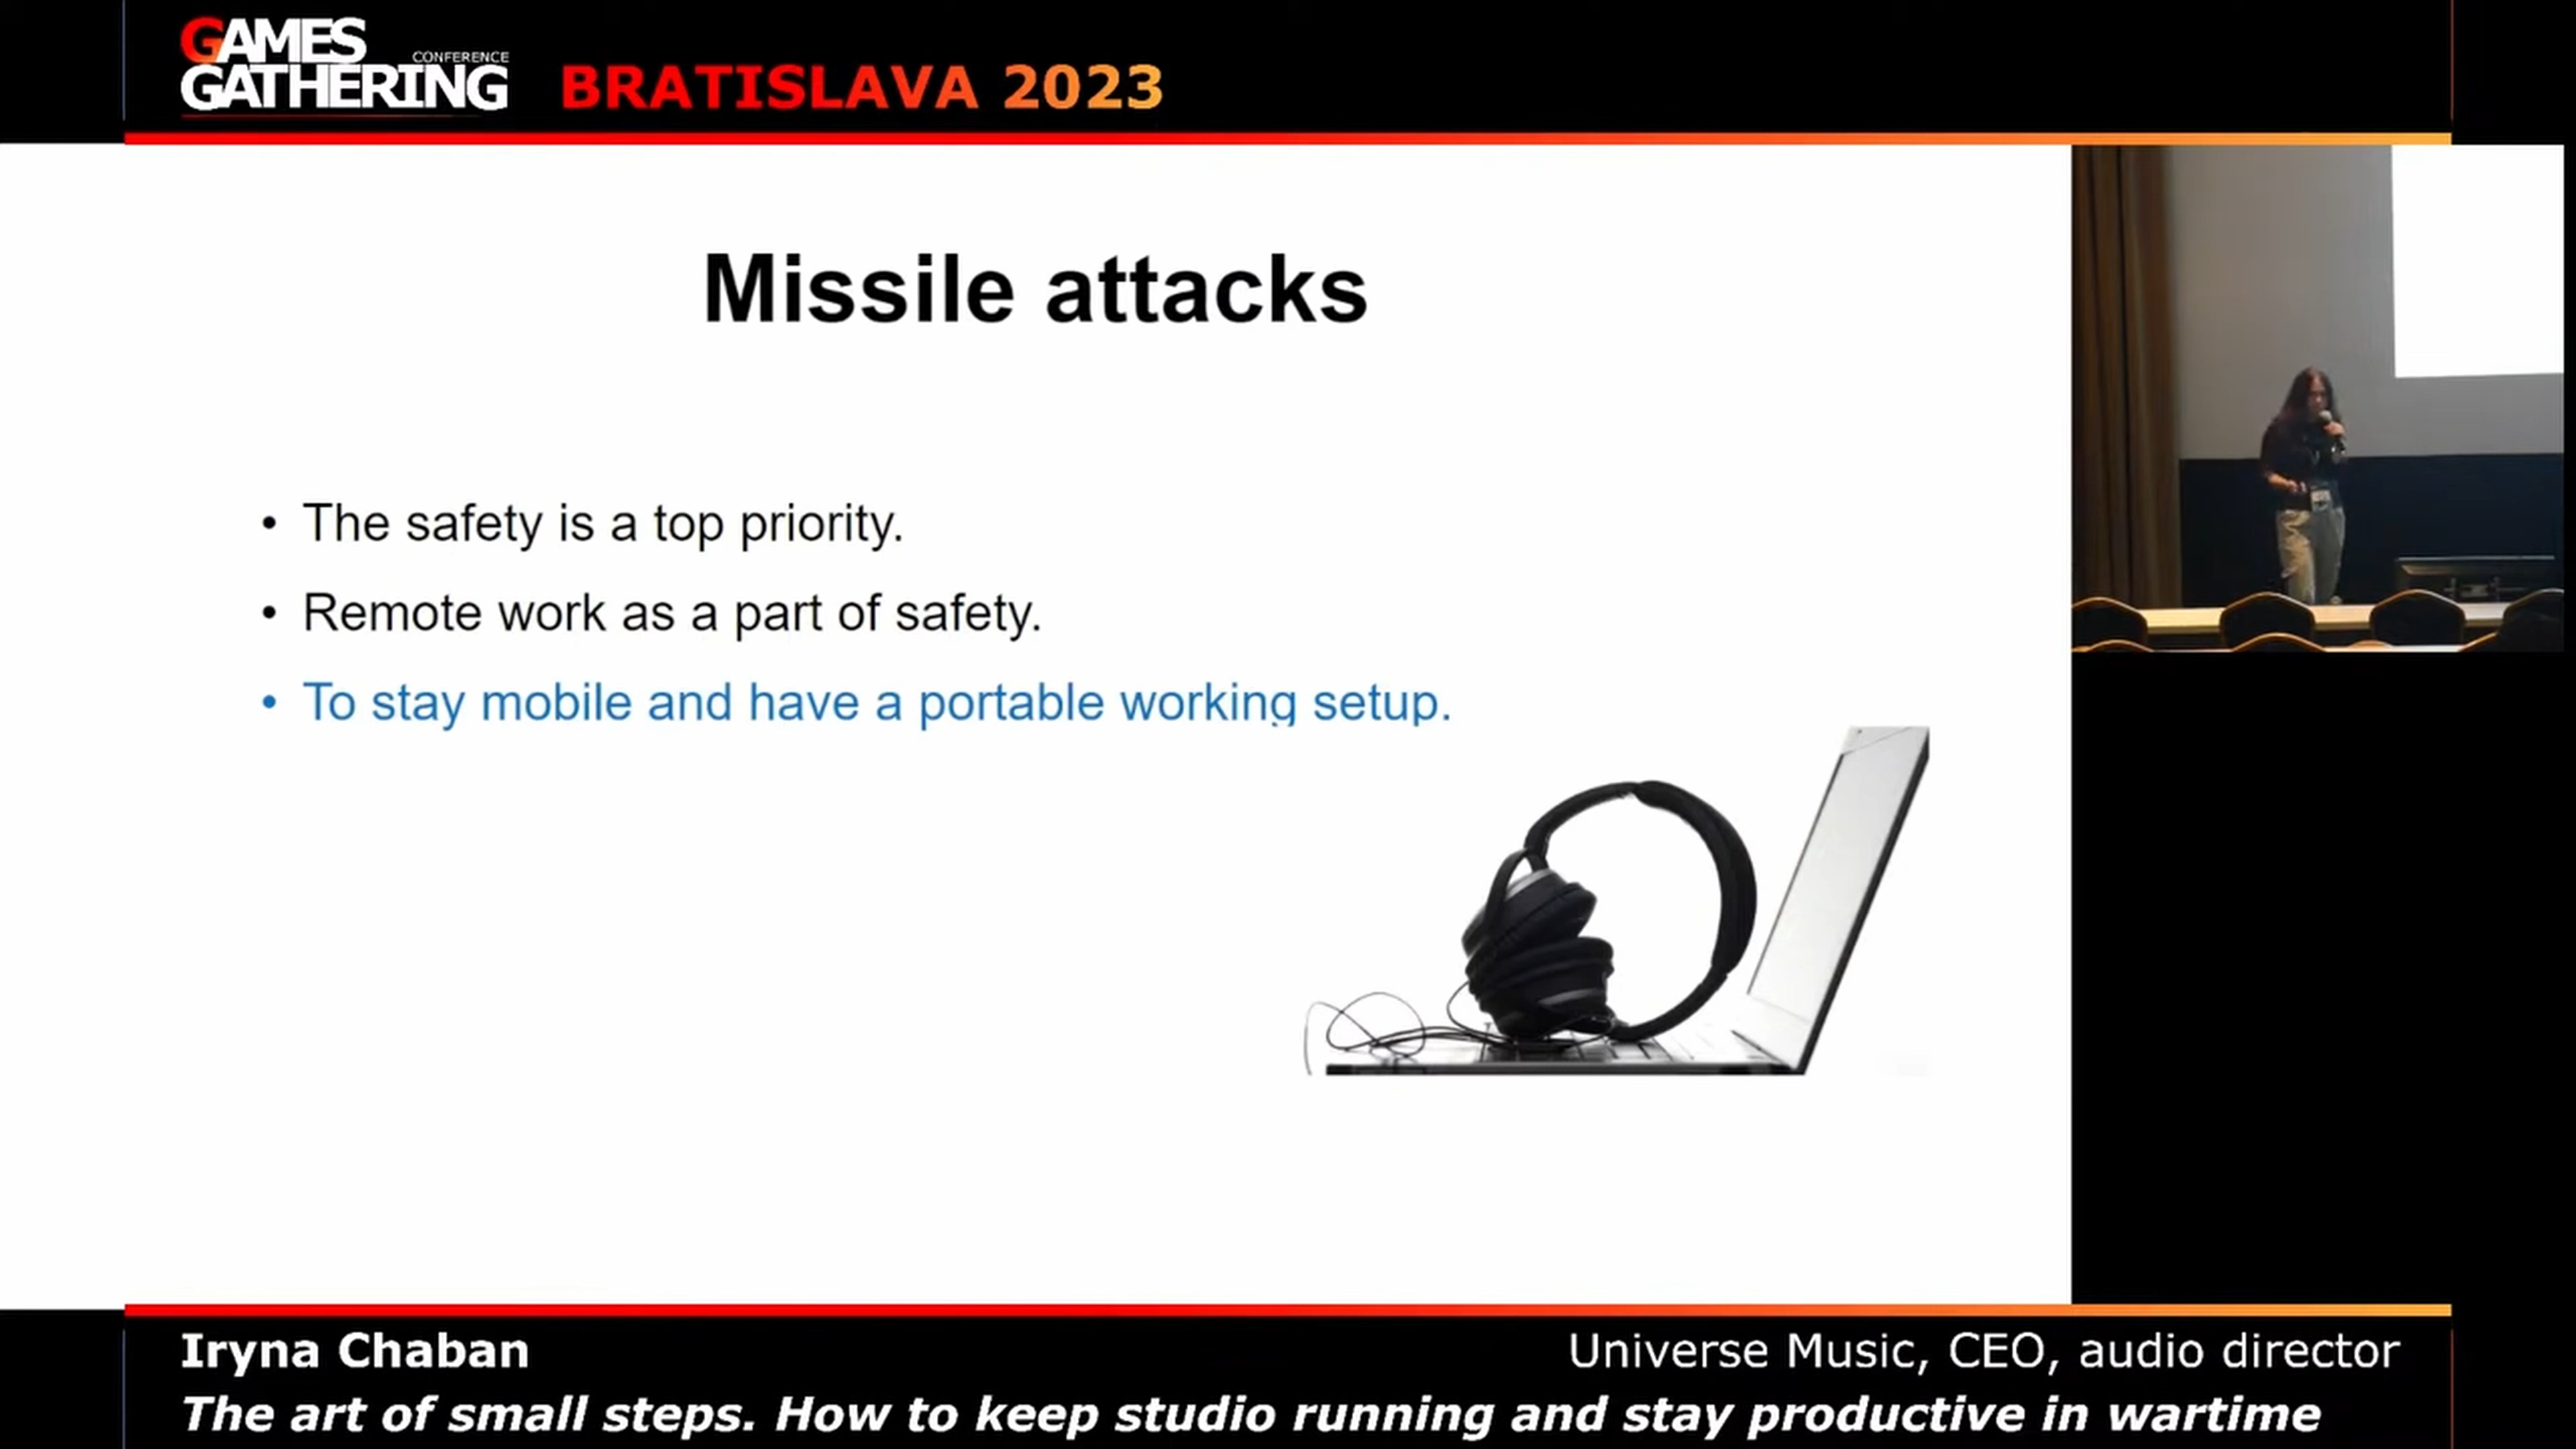 GAMES
CONFERENCE
GATHERING
BRATISLAVA 2023
Missile attacks
• The safety is a top priority.
• Remote work as a part of safety.
• To stay mobile and have a portable working setup.
Iryna Chaban
Universe Music, CEO, audio director
The art of small steps. How to keep studio running and stay productive in wartime